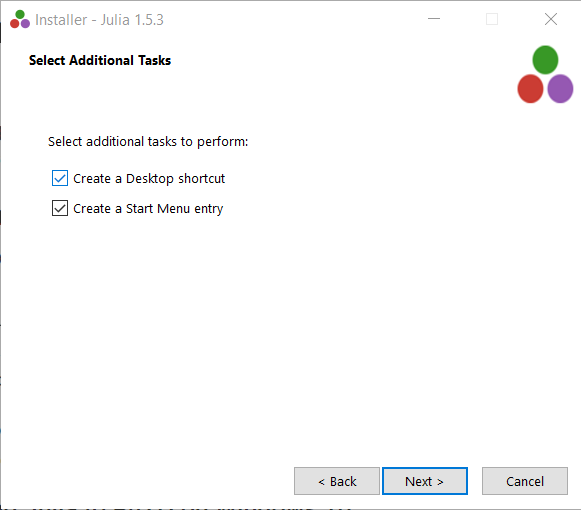 Installer - Julia 1.5.3
Select Additional Tasks
Select additional tasks to perform:
Create a Desktop shortcut
Create a Start Menu entry
< Back Next > Cancel